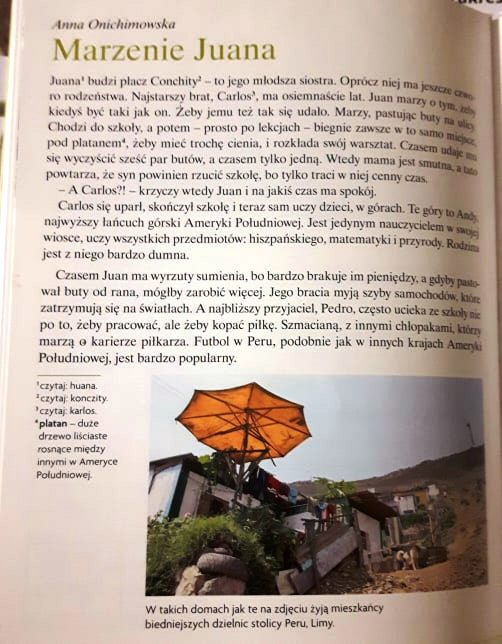 Anna Onichimowska
Marzenie Juana
Juana¹ budzi płacz Conchity² – to jego młodsza siostra. Oprócz niej ma jeszcze czwo-
ro rodzeństwa. Najstarszy brat, Carlos³, ma osiemnaście lat. Juan marzy o tym, żeby
kiedyś być taki jak on. Żeby jemu też tak się udało. Marzy, pastując buty na ulicy.
Chodzi do szkoły, a potem – prosto po lekcjach – biegnie zawsze w to samo miejsce,
pod platanem⁴, żeby mieć trochę cienia, i rozkłada swój warsztat. Czasem udaje mu
się wyczyścić sześć par butów, a czasem tylko jedną. Wtedy mama jest smutna, a tato
powtarza, że syn powinien rzucić szkołę, bo tylko traci w niej cenny czas.
– A Carlos?! – krzyczy wtedy Juan i na jakiś czas ma spokój.
Carlos się uparł, skończył szkołę i teraz sam uczy dzieci, w górach. Te góry to Andy,
najwyższy łańcuch górski Ameryki Południowej. Jest jedynym nauczycielem w swojej
wiosce, uczy wszystkich przedmiotów: hiszpańskiego, matematyki i przyrody. Rodzina
jest z niego bardzo dumna.
Czasem Juan ma wyrzuty sumienia, bo bardzo brakuje im pieniędzy, a gdyby pasto-
wał buty od rana, mógłby zarobić więcej. Jego bracia myją szyby samochodów, które
zatrzymują się na światłach. A najbliższy przyjaciel, Pedro, często ucieka ze szkoły nie
po to, żeby pracować, ale żeby kopać piłkę. Szmacianą, z innymi chłopakami, którzy
marzą o karierze piłkarza. Futbol w Peru, podobnie jak w innych krajach Ameryki
Południowej, jest bardzo popularny.
¹czytaj: huana.
²czytaj: konczity.
³czytaj: karlos.
⁴platan – duże
drzewo liściaste
rosnące między
innymi w Ameryce
Południowej.
W takich domach jak te na zdjęciu żyją mieszkańcy
biedniejszych dzielnic stolicy Peru, Limy.